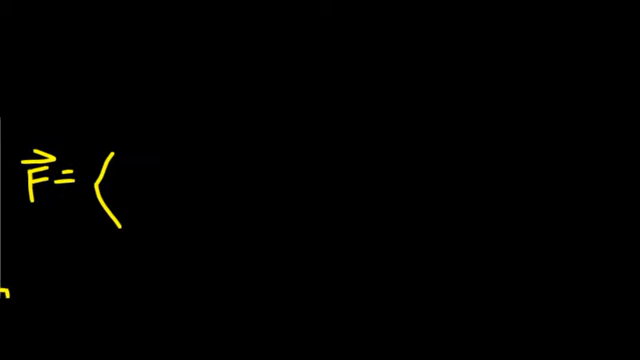 F⃗ = ⟨